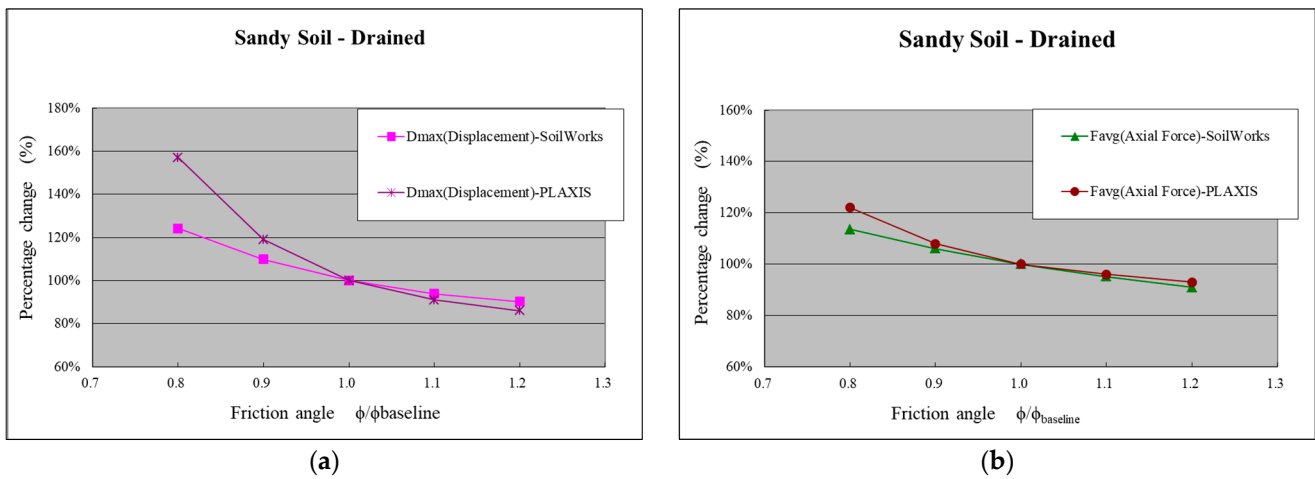 Sandy Soil - Drained
180%
160%
140%
120%
100%
80%
60%
Percentage change (%)
Dmax(Displacement)-SoilWorks
Dmax(Displacement)-PLAXIS
0.7 0.8 0.9 1.0 1.1 1.2 1.3
Friction angle ϕ/ϕbaseline
(a)
Sandy Soil - Drained
160%
140%
120%
100%
80%
60%
Percentage change (%)
Favg(Axial Force)-SoilWorks
Favg(Axial Force)-PLAXIS
0.7 0.8 0.9 1.0 1.1 1.2 1.3
Friction angle ϕ/ϕbaseline
(b)